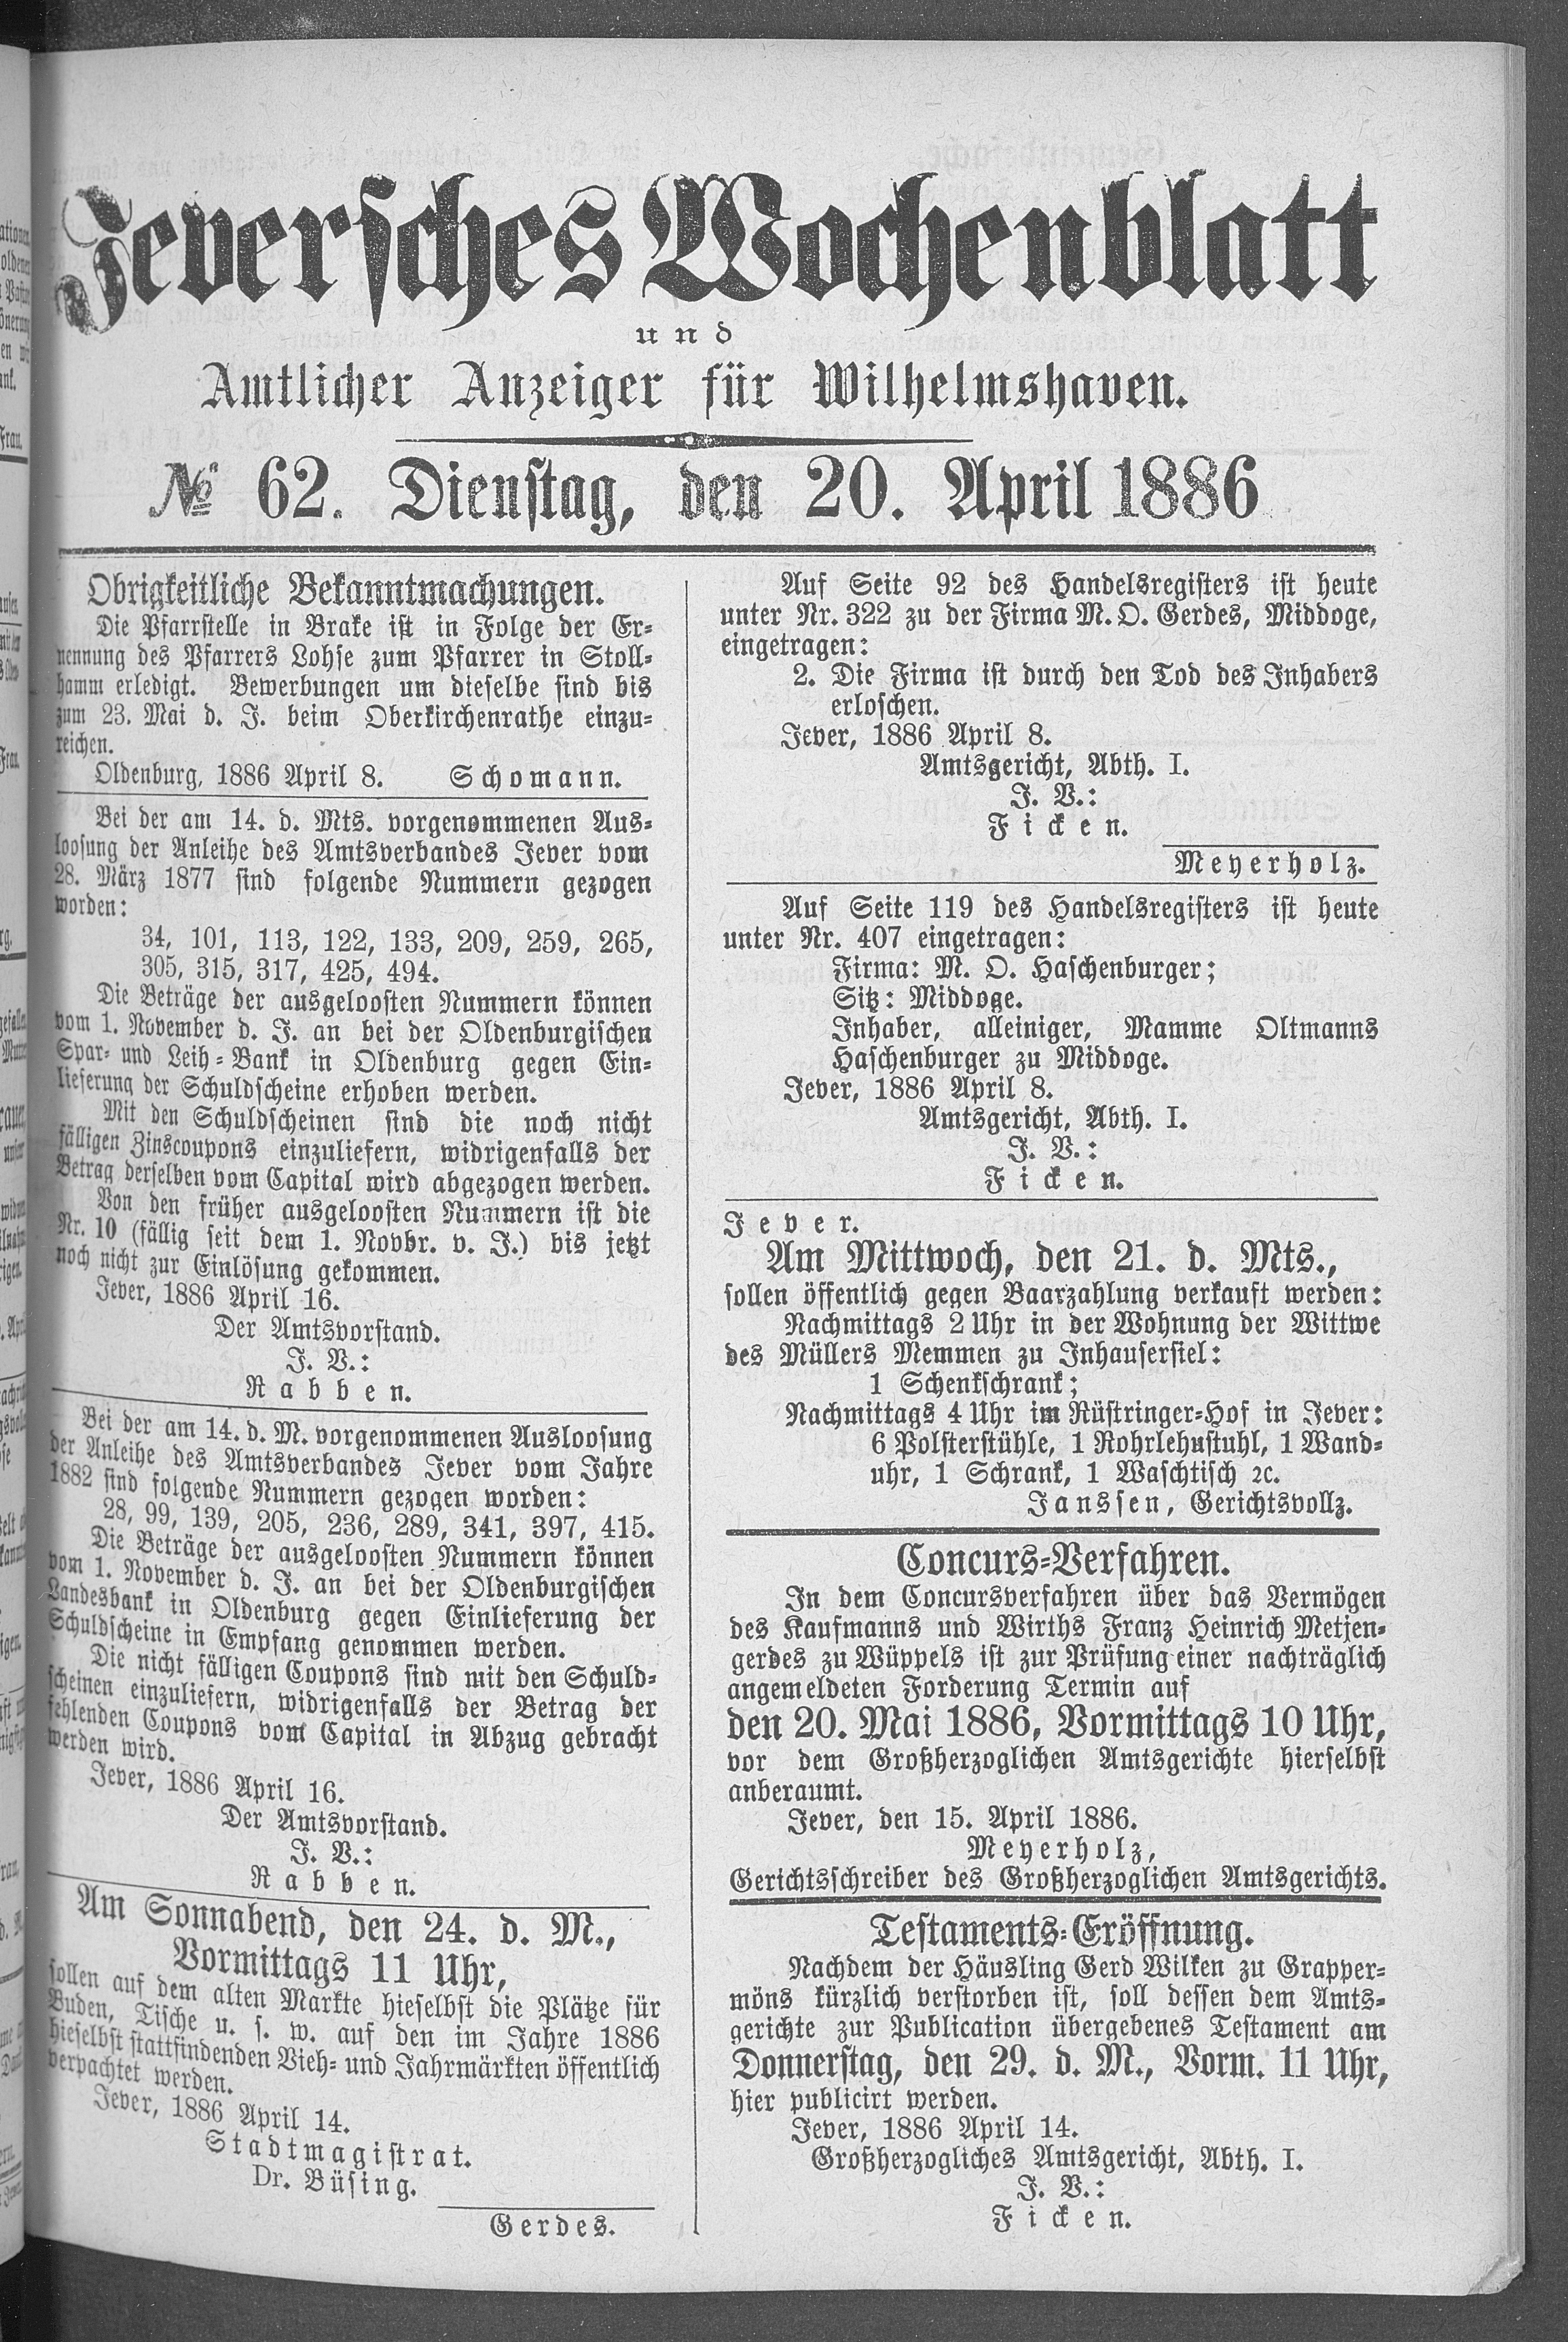 Jeversches Wochenblatt
und
Amtlicher Anzeiger für Wilhelmshaven.
№ 62. Dienstag, den 20. April 1886
Obrigkeitliche Bekanntmachungen.
Die Pfarrstelle in Brake ist in Folge der Er-
nennung des Pfarrers Lohse zum Pfarrer in Stoll-
hamm erledigt. Bewerbungen um dieselbe sind bis
zum 23. Mai d. J. beim Oberkirchenrathe einzu-
reichen.
Oldenburg, 1886 April 8. Schomann.
Bei der am 14. d. Mts. vorgenommenen Aus-
loosung der Anleihe des Amtsverbandes Jever vom
28. März 1877 sind folgende Nummern gezogen
worden:
34, 101, 113, 122, 133, 209, 259, 265,
305, 315, 317, 425, 494.
Die Beträge der ausgeloosten Nummern können
vom 1. November d. J. an bei der Oldenburgischen
Spar- und Leih-Bank in Oldenburg gegen Ein-
lieferung der Schuldscheine erhoben werden.
Mit den Schuldscheinen sind die noch nicht
fälligen Zinscoupons einzuliefern, widrigenfalls der
Betrag derselben vom Capital wird abgezogen werden.
Von den früher ausgeloosten Nummern ist die
Nr. 10 (fällig seit dem 1. Novbr. v. J.) bis jetzt
noch nicht zur Einlösung gekommen.
Jever, 1886 April 16.
Der Amtsvorstand.
J. V.:
Rabben.
Bei der am 14. d. M. vorgenommenen Ausloosung
der Anleihe des Amtsverbandes Jever vom Jahre
1882 sind folgende Nummern gezogen worden:
28, 99, 139, 205, 236, 289, 341, 397, 415.
Die Beträge der ausgeloosten Nummern können
vom 1. November d. J. an bei der Oldenburgischen
Landesbank in Oldenburg gegen Einlieferung der
Schuldscheine in Empfang genommen werden.
Die nicht fälligen Coupons sind mit den Schuld-
scheinen einzuliefern, widrigenfalls der Betrag der
fehlenden Coupons vom Capital in Abzug gebracht
werden wird.
Jever, 1886 April 16.
Der Amtsvorstand.
J. V.:
Rabben.
Am Sonnabend, den 24. d. M.,
Vormittags 11 Uhr,
sollen auf dem alten Markte hieselbst die Plätze für
Buden, Tische u. s. w. auf den im Jahre 1886
hieselbst stattfindenden Vieh- und Jahrmärkten öffentlich
verpachtet werden.
Jever, 1886 April 14.
Stadtmagistrat.
Dr. Büsing.
Gerdes.
Auf Seite 92 des Handelsregisters ist heute
unter Nr. 322 zu der Firma M. O. Gerdes, Middoge,
eingetragen:
2. Die Firma ist durch den Tod des Inhabers
erloschen.
Jever, 1886 April 8.
Amtsgericht, Abth. I.
J. V.:
Ficken.
Meyerholz.
Auf Seite 119 des Handelsregisters ist heute
unter Nr. 407 eingetragen:
Firma: M. O. Haschenburger;
Sitz: Middoge.
Inhaber, alleiniger, Mamme Oltmanns
Haschenburger zu Middoge.
Jever, 1886 April 8.
Amtsgericht, Abth. I.
J. V.:
Ficken.
Jever.
Am Mittwoch, den 21. d. Mts.,
sollen öffentlich gegen Baarzahlung verkauft werden:
Nachmittags 2 Uhr in der Wohnung der Wittwe
des Müllers Memmen zu Inhausersiel:
1 Schenkschrank;
Nachmittags 4 Uhr im Rüstringer-Hof in Jever:
6 Polsterstühle, 1 Rohrlehnstuhl, 1 Wand-
uhr, 1 Schrank, 1 Waschtisch ꝛc.
Janssen, Gerichtsvollz.
Concurs-Verfahren.
In dem Concursverfahren über das Vermögen
des Kaufmanns und Wirths Franz Heinrich Metjen-
gerdes zu Wüppels ist zur Prüfung einer nachträglich
angemeldeten Forderung Termin auf
den 20. Mai 1886, Vormittags 10 Uhr,
vor dem Großherzoglichen Amtsgerichte hierselbst
anberaumt.
Jever, den 15. April 1886.
Meyerholz,
Gerichtsschreiber des Großherzoglichen Amtsgerichts.
Testaments-Eröffnung.
Nachdem der Häusling Gerd Wilken zu Grapper-
möns kürzlich verstorben ist, soll dessen dem Amts-
gerichte zur Publication übergebenes Testament am
Donnerstag, den 29. d. M., Vorm. 11 Uhr,
hier publicirt werden.
Jever, 1886 April 14.
Großherzogliches Amtsgericht, Abth. I.
J. V.:
Ficken.